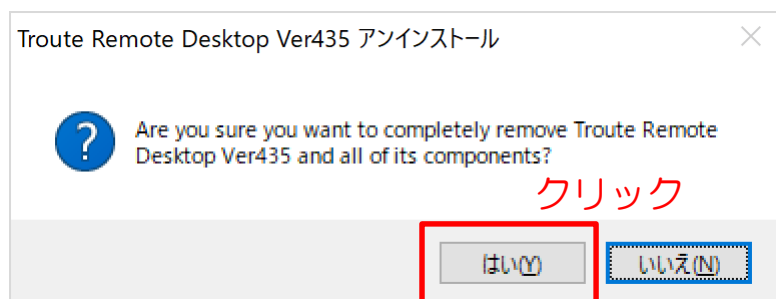 Troute Remote Desktop Ver435 アンインストール
Are you sure you want to completely remove Troute Remote
Desktop Ver435 and all of its components?
クリック
はい(Y)
いいえ(N)